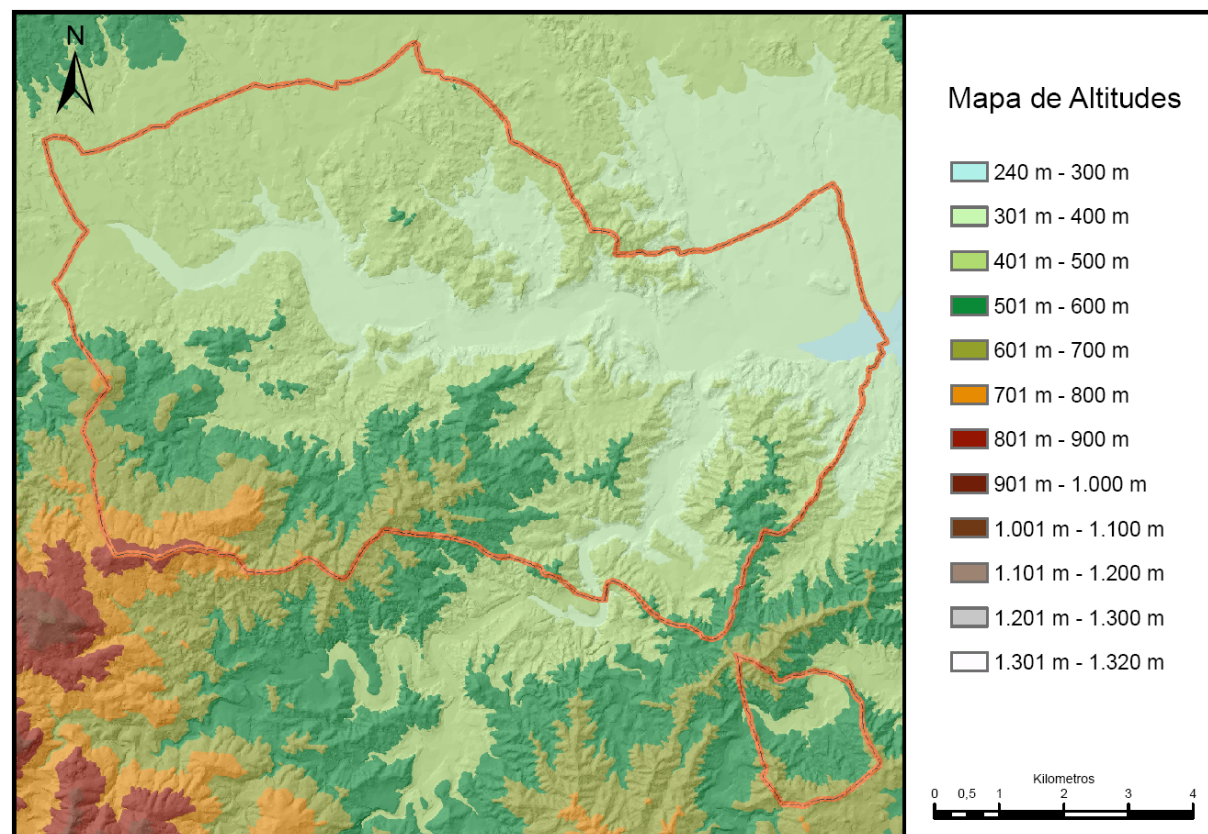 N
Mapa de Altitudes
240 m - 300 m
301 m - 400 m
401 m - 500 m
501 m - 600 m
601 m - 700 m
701 m - 800 m
801 m - 900 m
901 m - 1.000 m
1.001 m - 1.100 m
1.101 m - 1.200 m
1.201 m - 1.300 m
1.301 m - 1.320 m
Kilometros
0 0,5 1 2 3 4